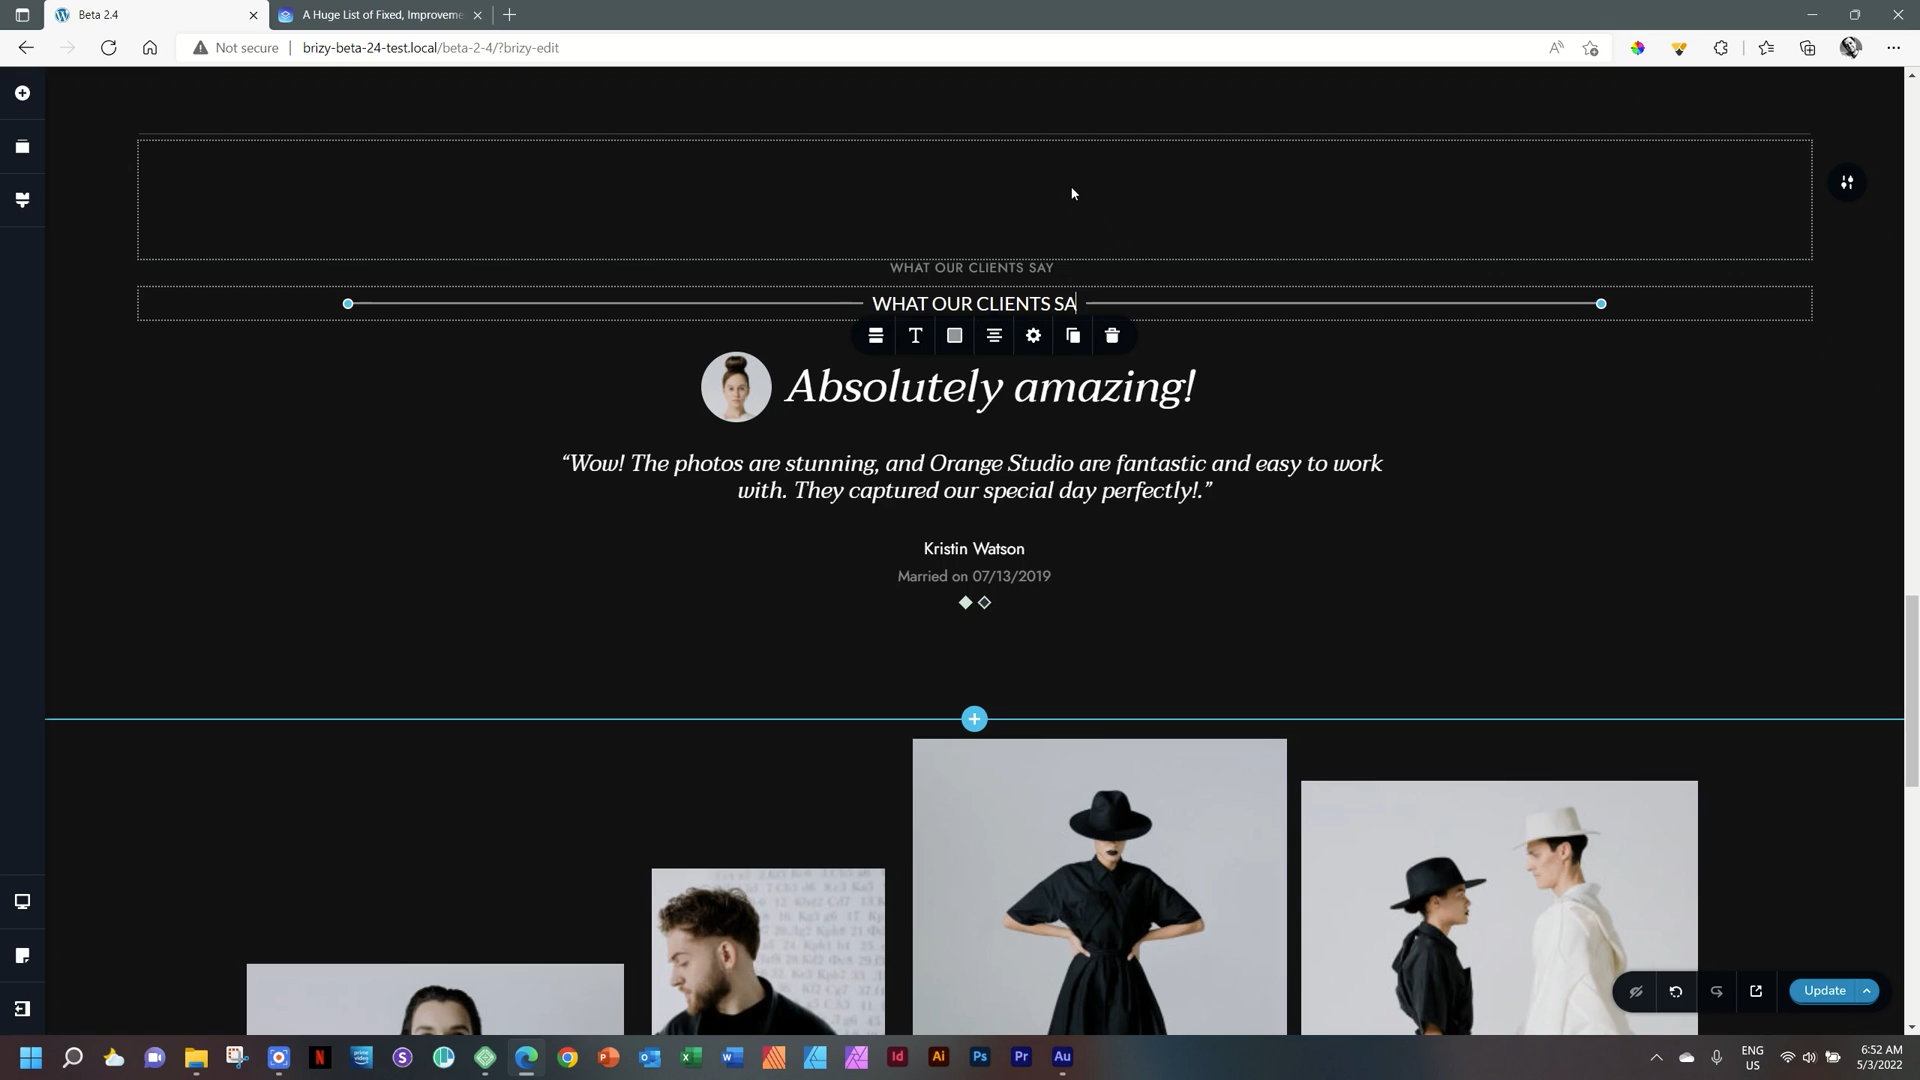 Beta 2.4
A Huge List of Fixed, Improveme
Not secure
brizy-beta-24-test.local/beta-2-4/?brizy-edit
WHAT OUR CLIENTS SAY
WHAT OUR CLIENTS SA
Absolutely amazing!
“Wow! The photos are stunning, and Orange Studio are fantastic and easy to work
with. They captured our special day perfectly!.”
Kristin Watson
Married on 07/13/2019
Update
ENG
US
6:52 AM
5/3/2022